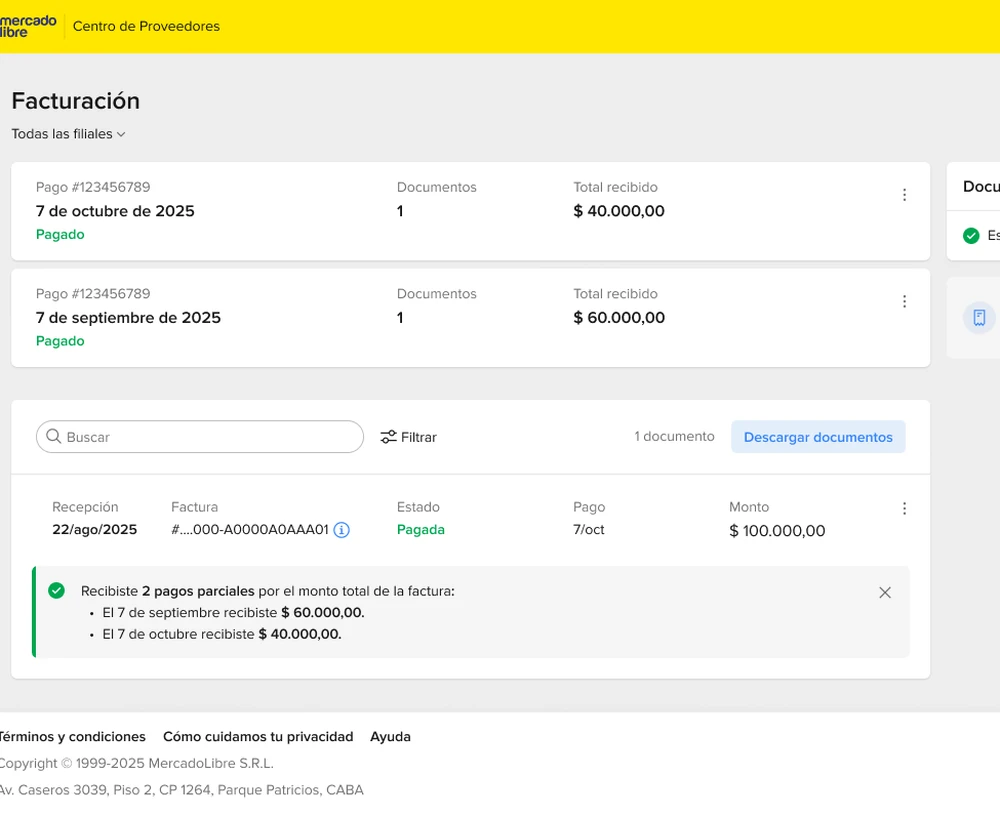 mercado
libre
Centro de Proveedores
Facturación
Todas las filiales
Pago #123456789
Documentos
Total recibido
7 de octubre de 2025
1
$ 40.000,00
Pagado
Pago #123456789
Documentos
Total recibido
7 de septiembre de 2025
1
$ 60.000,00
Pagado
Docu
Es
Buscar
Filtrar
1 documento
Descargar documentos
Recepción
Factura
Estado
Pago
Monto
22/ago/2025
#....000-A0000A0AAA01
Pagada
7/oct
$ 100.000,00
Recibiste 2 pagos parciales por el monto total de la factura:
• El 7 de septiembre recibiste $ 60.000,00.
• El 7 de octubre recibiste $ 40.000,00.
Términos y condiciones
Cómo cuidamos tu privacidad
Ayuda
Copyright © 1999-2025 MercadoLibre S.R.L.
Av. Caseros 3039, Piso 2, CP 1264, Parque Patricios, CABA